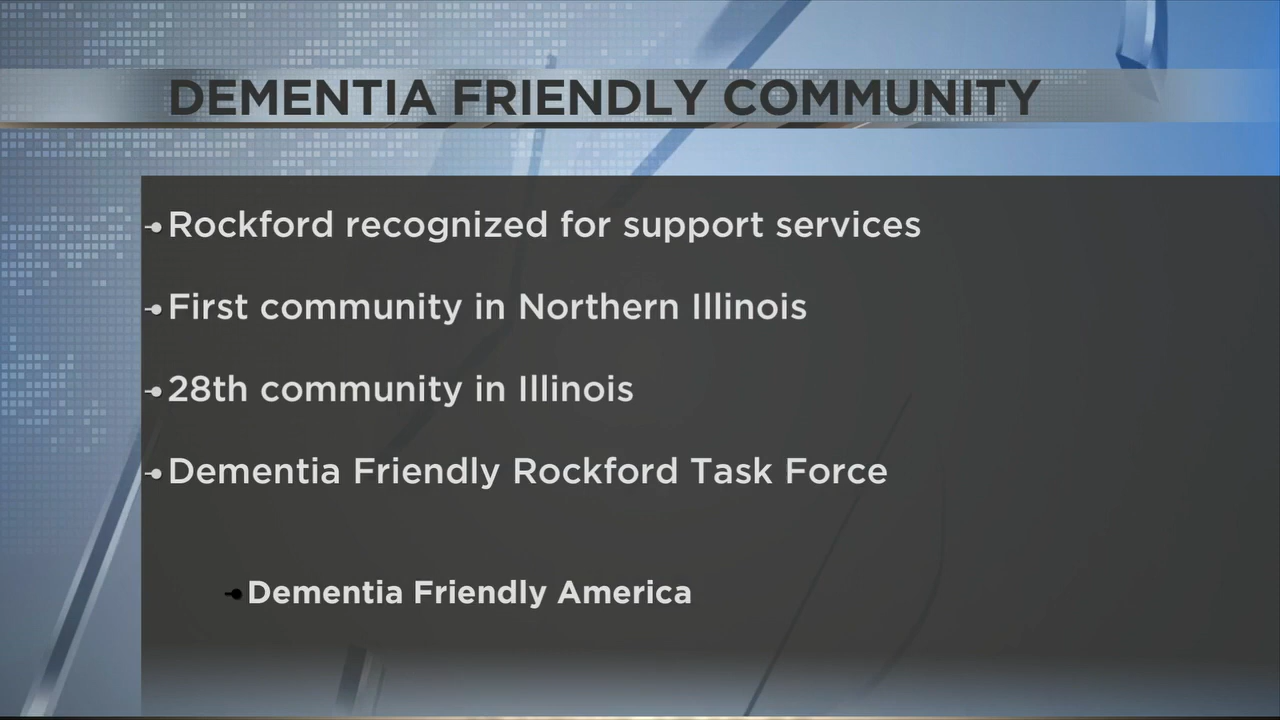 DEMENTIA FRIENDLY COMMUNITY
Rockford recognized for support services
First community in Northern Illinois
28th community in Illinois
Dementia Friendly Rockford Task Force
Dementia Friendly America